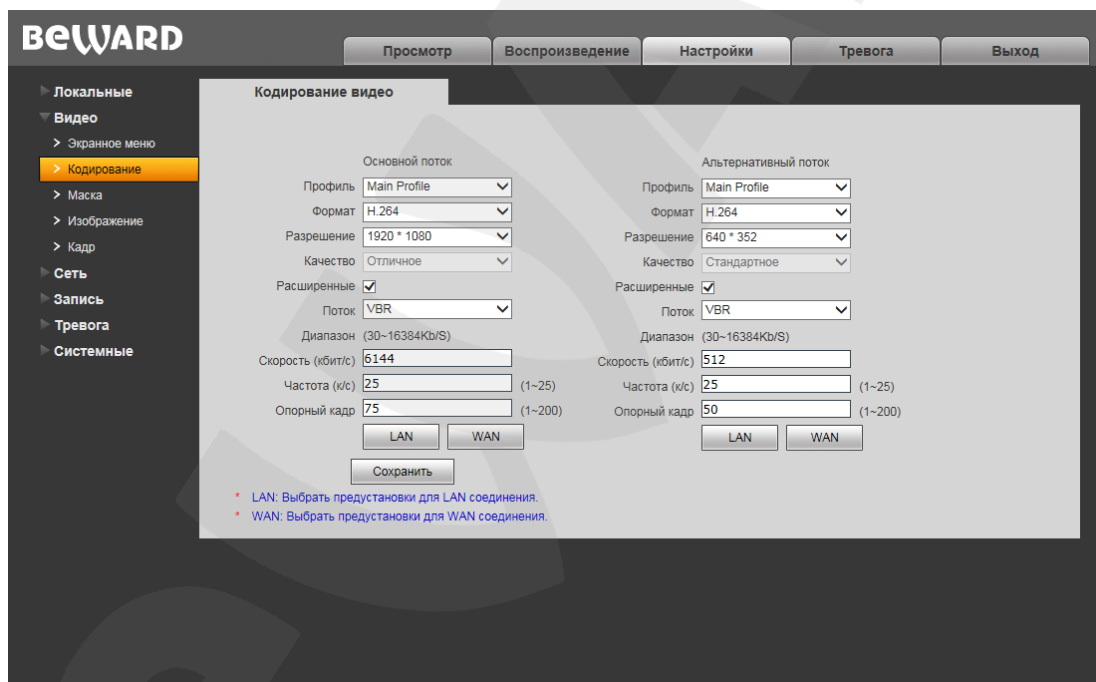 BEWARD
Просмотр
Воспроизведение
Настройки
Тревога
Выход
Локальные
Видео
> Экранное меню
> Кодирование
> Маска
> Изображение
> Кадр
Сеть
Запись
Тревога
Системные
Кодирование видео
Основной поток
Профиль Main Profile
Формат H.264
Разрешение 1920 * 1080
Качество Отличное
Расширенные
Поток VBR
Диапазон (30~16384Kb/S)
Скорость (кбит/с) 6144
Частота (к/с) 25 (1~25)
Опорный кадр 75 (1~200)
LAN WAN
Альтернативный поток
Профиль Main Profile
Формат H.264
Разрешение 640 * 352
Качество Стандартное
Расширенные
Поток VBR
Диапазон (30~16384Kb/S)
Скорость (кбит/с) 512
Частота (к/с) 25 (1~25)
Опорный кадр 50 (1~200)
LAN WAN
Сохранить
* LAN: Выбрать предустановки для LAN соединения.
* WAN: Выбрать предустановки для WAN соединения.